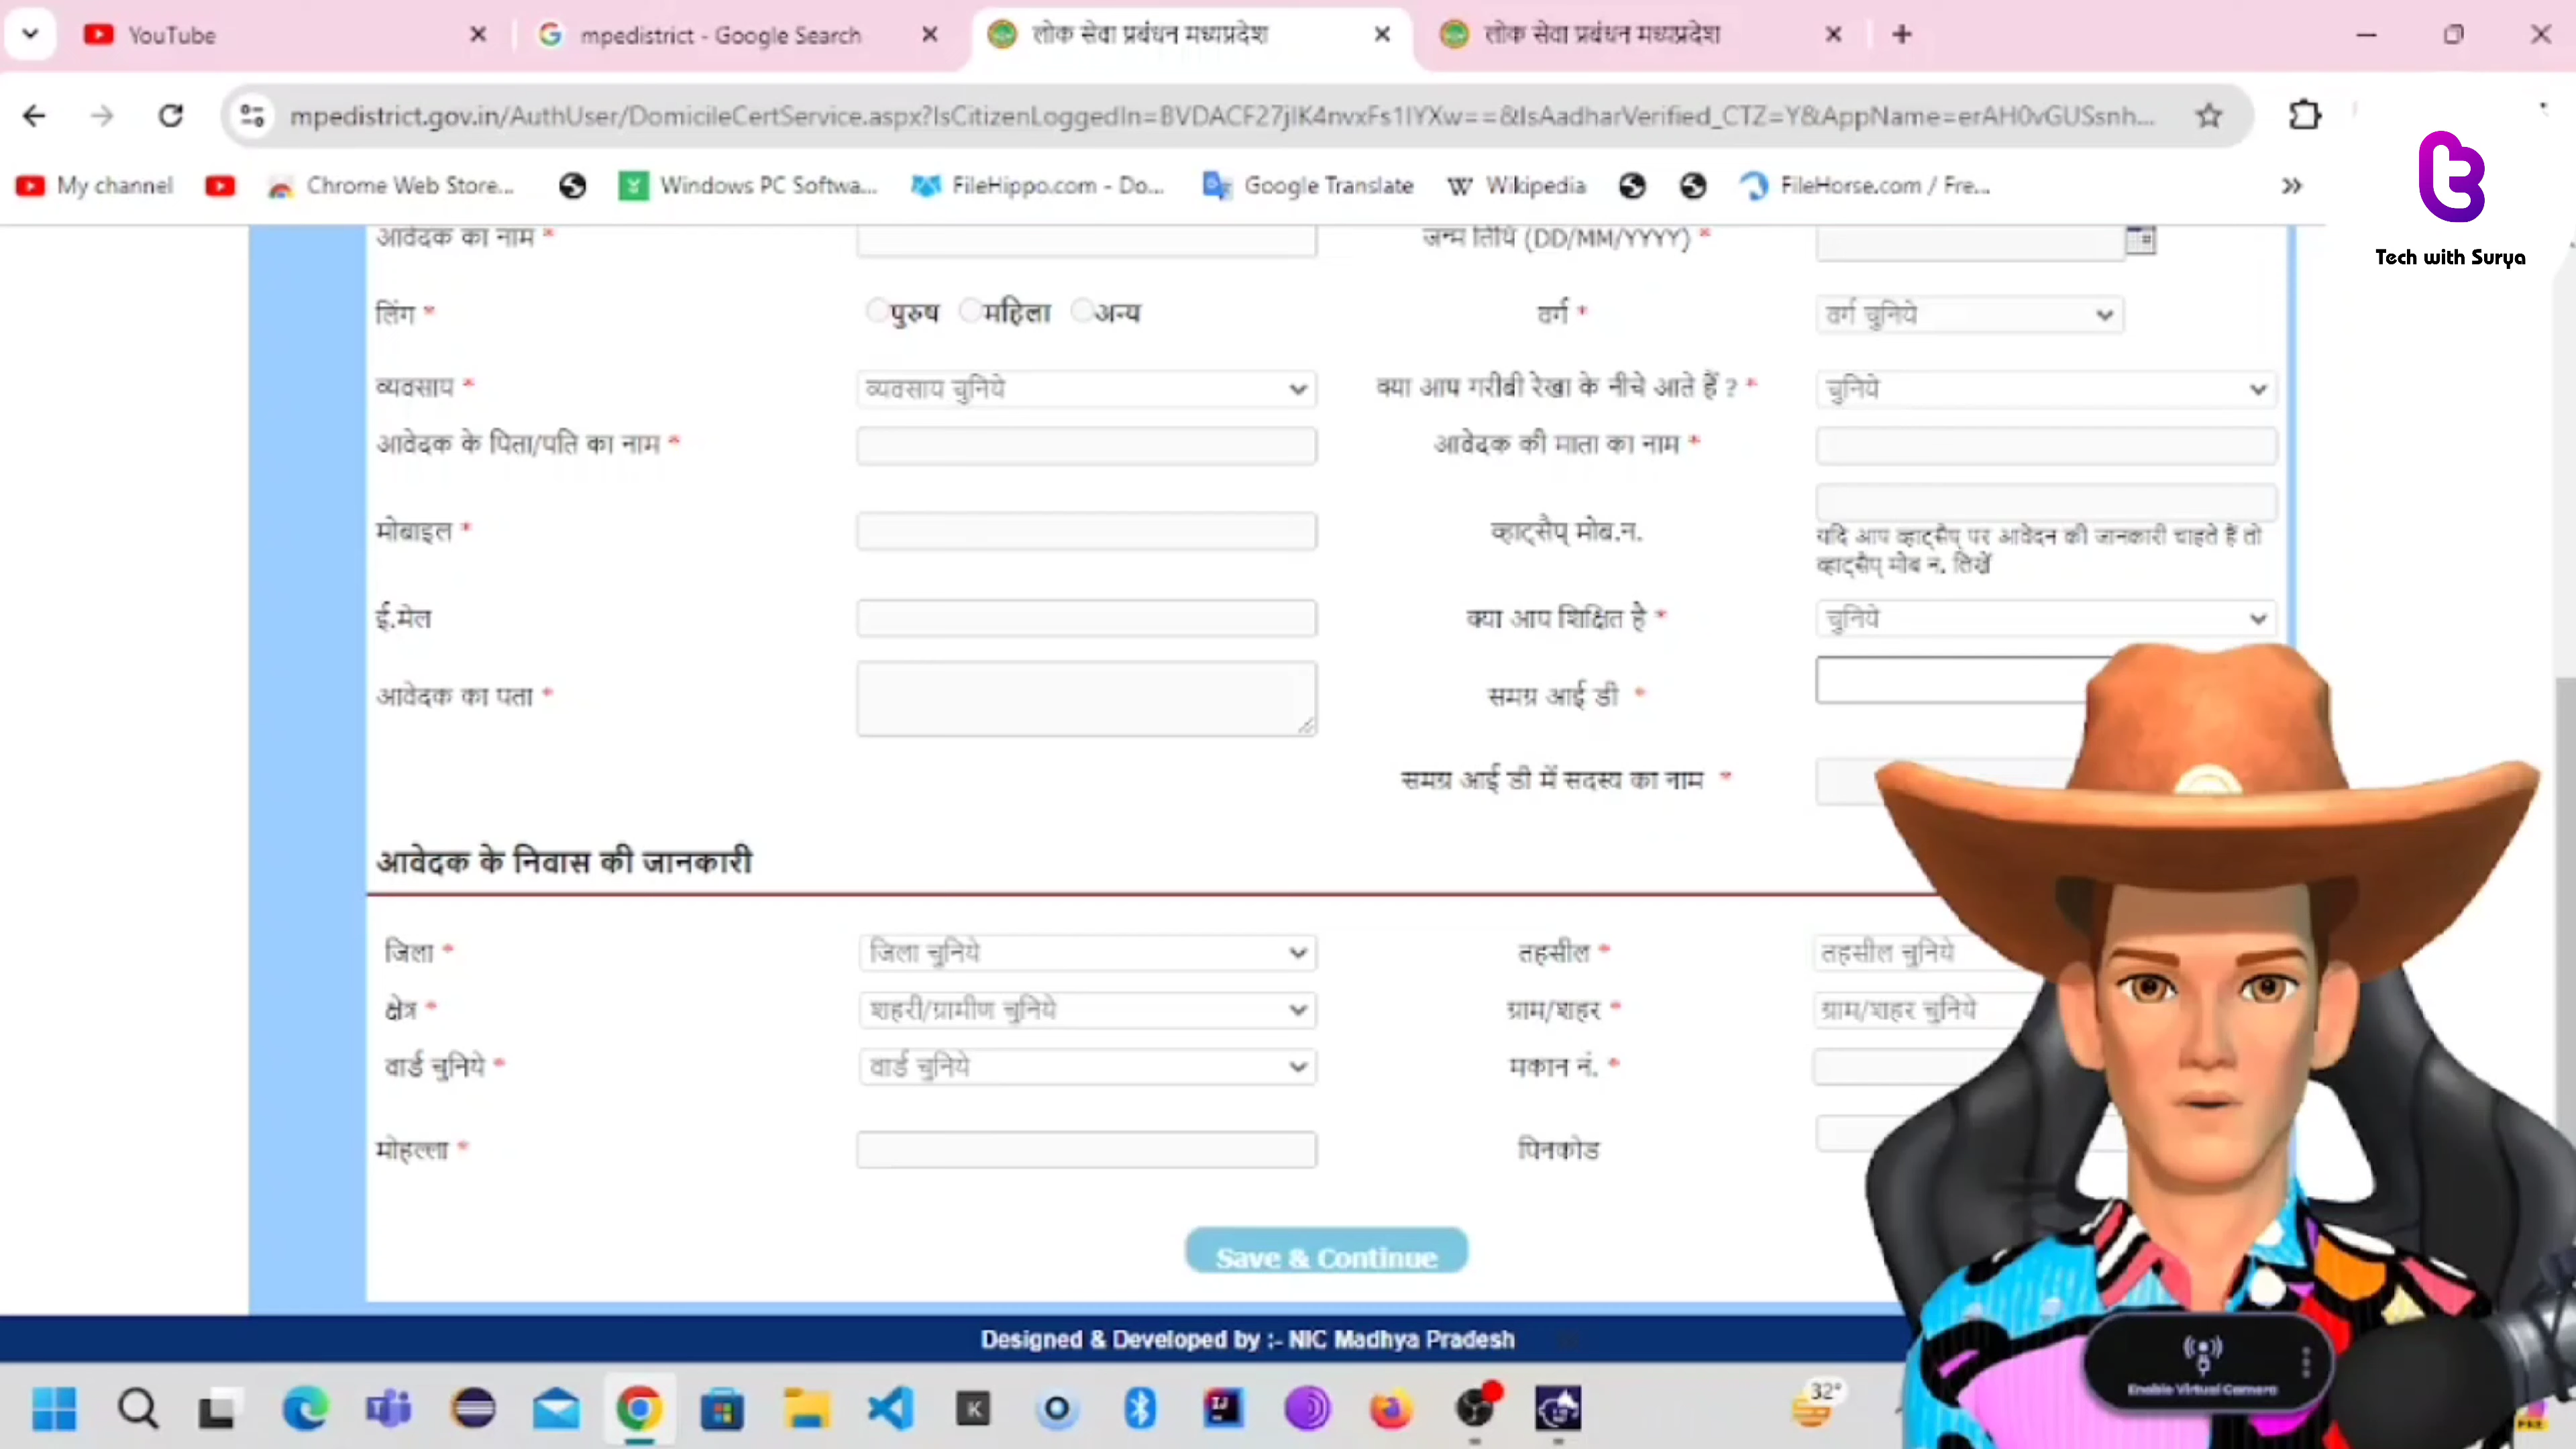 YouTube
mpedistrict - Google Search
लोक सेवा प्रबंधन मध्यप्रदेश
लोक सेवा प्रबंधन मध्यप्रदेश
mpedistrict.gov.in/AuthUser/DomicileCertService.aspx?IsCitizenLoggedIn=BVDACF27jIK4nvxFs1IYXw==&IsAadharVerified_CTZ=Y&AppName=erAH0vGUSsnh...
My channel
Chrome Web Store...
Windows PC Softwa...
FileHippo.com - Do...
Google Translate
Wikipedia
FileHorse.com / Fre...
Tech with Surya
आवेदक का नाम *
जन्म तिथि (DD/MM/YYYY) *
लिंग *
पुरुष महिला अन्य
वर्ग *
वर्ग चुनिये
व्यवसाय *
व्यवसाय चुनिये
क्या आप गरीबी रेखा के नीचे आते हैं ? *
चुनिये
आवेदक के पिता/पति का नाम *
आवेदक की माता का नाम *
मोबाइल *
व्हाट्सैप् मोब.न.
यदि आप व्हाट्सैप् पर आवेदन की जानकारी चाहते हैं तो
व्हाट्सैप् मोब न. लिखें
ई.मेल
क्या आप शिक्षित है *
चुनिये
आवेदक का पता *
समग्र आई डी *
समग्र आई डी में सदस्य का नाम *
आवेदक के निवास की जानकारी
जिला *
जिला चुनिये
तहसील *
तहसील चुनिये
क्षेत्र *
शहरी/ग्रामीण चुनिये
ग्राम/शहर *
ग्राम/शहर चुनिये
वार्ड चुनिये *
वार्ड चुनिये
मकान नं. *
मोहल्ला *
पिनकोड
Save & Continue
Designed & Developed by :- NIC Madhya Pradesh
Enable Virtual Camera
32°
PRE